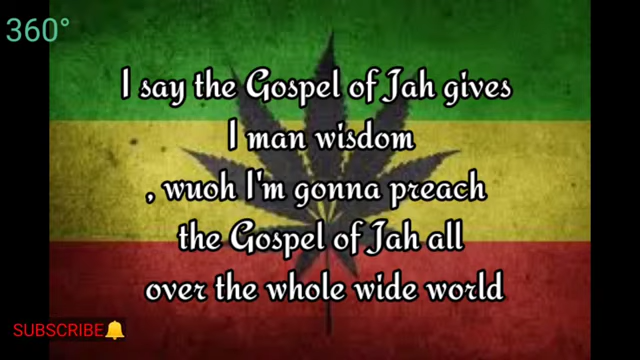 360°
I say the Gospel of Jah gives
I man wisdom
, wuoh I'm gonna preach
the Gospel of Jah all
over the whole wide world
SUBSCRIBE